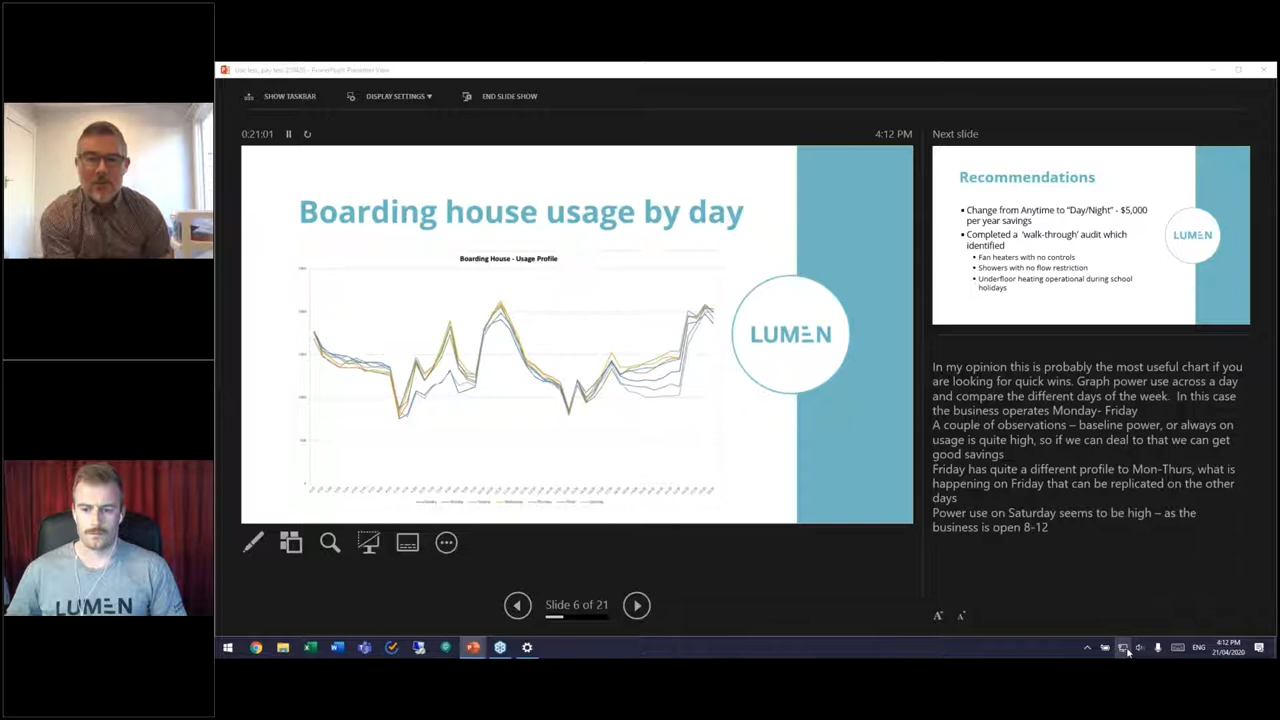 Use less, pay less 210420 - PowerPoint Presenter View
SHOW TASKBAR
DISPLAY SETTINGS
END SLIDE SHOW
0:21:01
4:12 PM
Boarding house usage by day
Boarding House - Usage Profile
LUMEN
Slide 6 of 21
Next slide
Recommendations
▪ Change from Anytime to “Day/Night” - $5,000
per year savings
▪ Completed a ‘walk-through’ audit which
identified
▪ Fan heaters with no controls
▪ Showers with no flow restriction
▪ Underfloor heating operational during school
holidays
LUMEN
In my opinion this is probably the most useful chart if you
are looking for quick wins. Graph power use across a day
and compare the different days of the week. In this case
the business operates Monday- Friday
A couple of observations – baseline power, or always on
usage is quite high, so if we can deal to that we can get
good savings
Friday has quite a different profile to Mon-Thurs, what is
happening on Friday that can be replicated on the other
days
Power use on Saturday seems to be high – as the
business is open 8-12
LUMEN
ENG
4:12 PM
21/04/2020